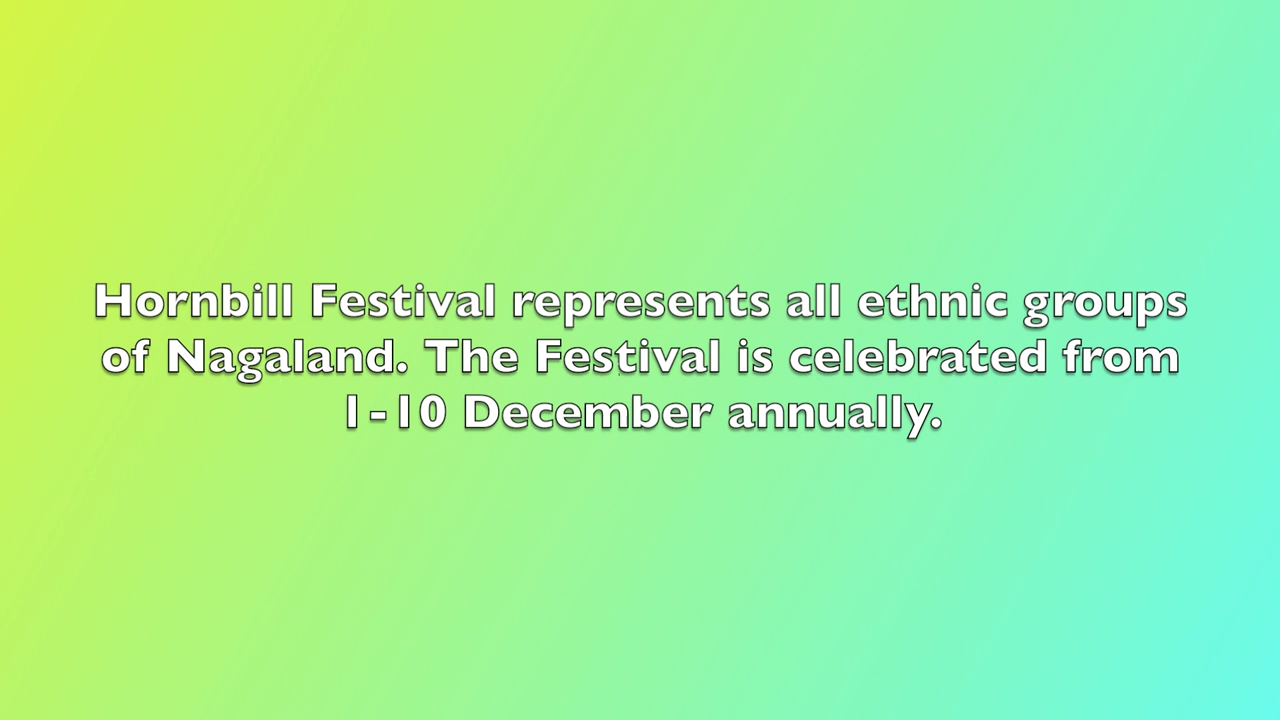 Hornbill Festival represents all ethnic groups
of Nagaland. The Festival is celebrated from
1-10 December annually.